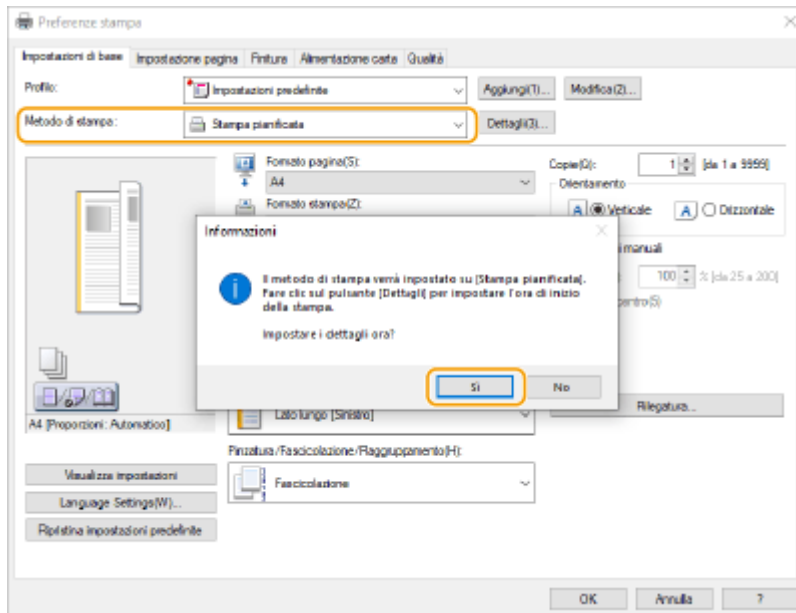 Preferenze stampa
Impostazioni di base Impostazione pagina Finitura Alimentazione carta Qualità
Profilo: Impostazioni predefinite Aggiungi(1)... Modifica(2)...
Metodo di stampa: Stampa pianificata Dettagli(3)...
Formato pagina(S):
A4
Formato stampa(Z):
Copie(Q): 1 [da 1 a 9999]
Orientamento
A Verticale A Orizzontale
Informazioni
Il metodo di stampa verrà impostato su [Stampa pianificata].
Fare clic sul pulsante [Dettagli] per impostare l'ora di inizio
della stampa.
Impostare i dettagli ora?
Sì No
manuali
100 % [da 25 a 200]
Rilegatura...
A4 [Proporzioni: Automatico]
Lato lungo [Sinistro]
Pinzatura/Fascicolazione/Raggruppamento(H):
Fascicolazione
Visualizza impostazioni
Language Settings(W)...
Ripristina impostazioni predefinite
OK Annulla ?